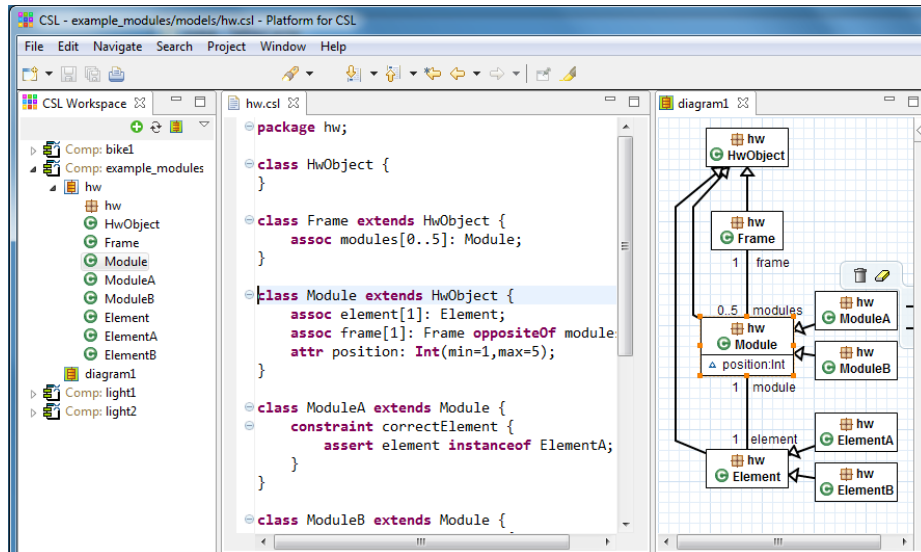 CSL - example_modules/models/hw.csl - Platform for CSL
File Edit Navigate Search Project Window Help
CSL Workspace
Comp: bike1
Comp: example_modules
hw
hw
HwObject
Frame
Module
ModuleA
ModuleB
Element
ElementA
ElementB
diagram1
Comp: light1
Comp: light2
hw.csl
package hw;
class HwObject {
}
class Frame extends HwObject {
assoc modules[0..5]: Module;
}
class Module extends HwObject {
assoc element[1]: Element;
assoc frame[1]: Frame oppositeOf module
attr position: Int(min=1,max=5);
}
class ModuleA extends Module {
constraint correctElement {
assert element instanceof ElementA;
}
}
class ModuleB extends Module {
diagram1
hw
HwObject
hw
Frame
1 frame
0..5 modules
hw
Module
position:Int
hw
ModuleA
hw
ModuleB
1 module
1 element
hw
Element
hw
ElementA
hw
ElementB